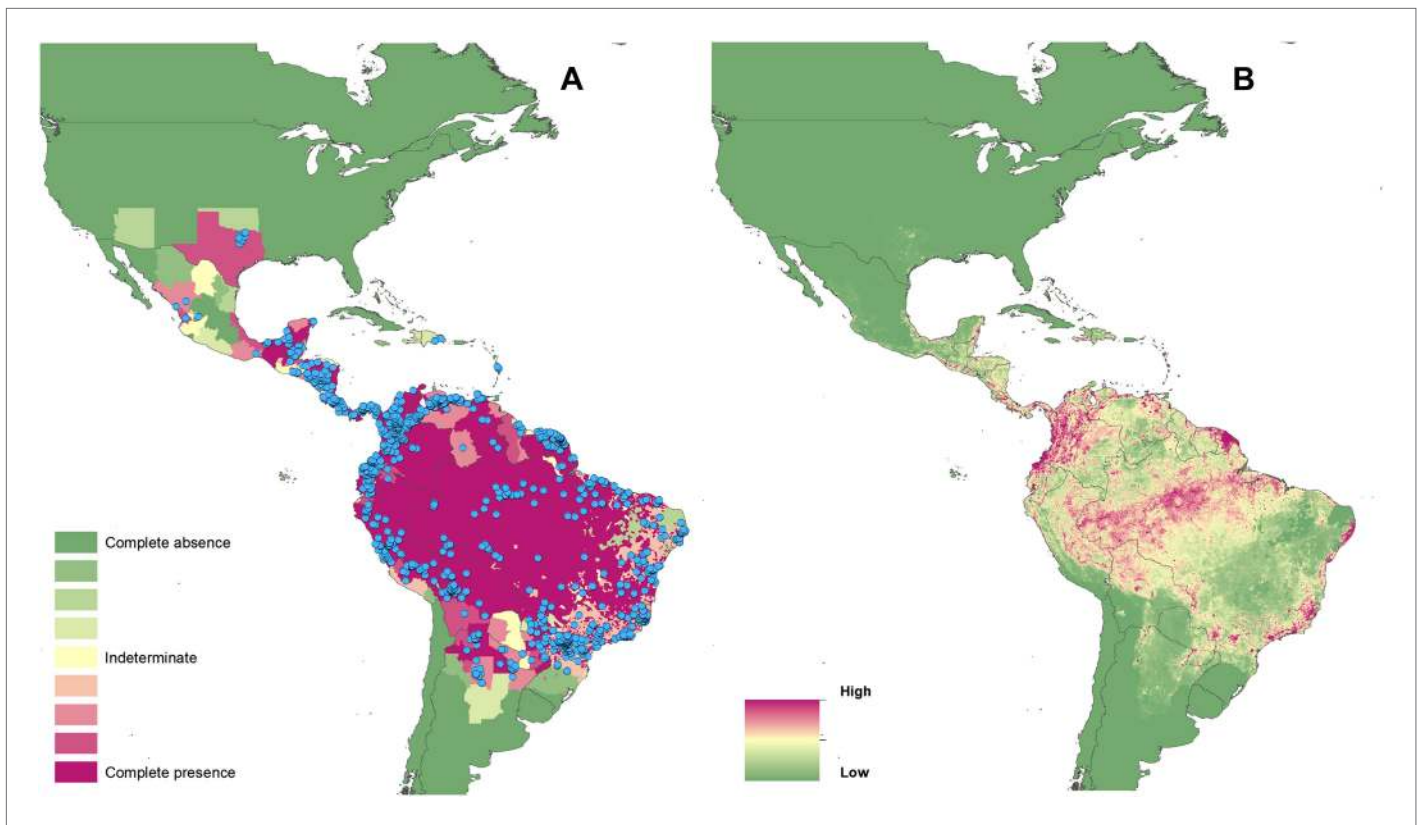 A
B
Complete absence
Indeterminate
Complete presence
High
Low